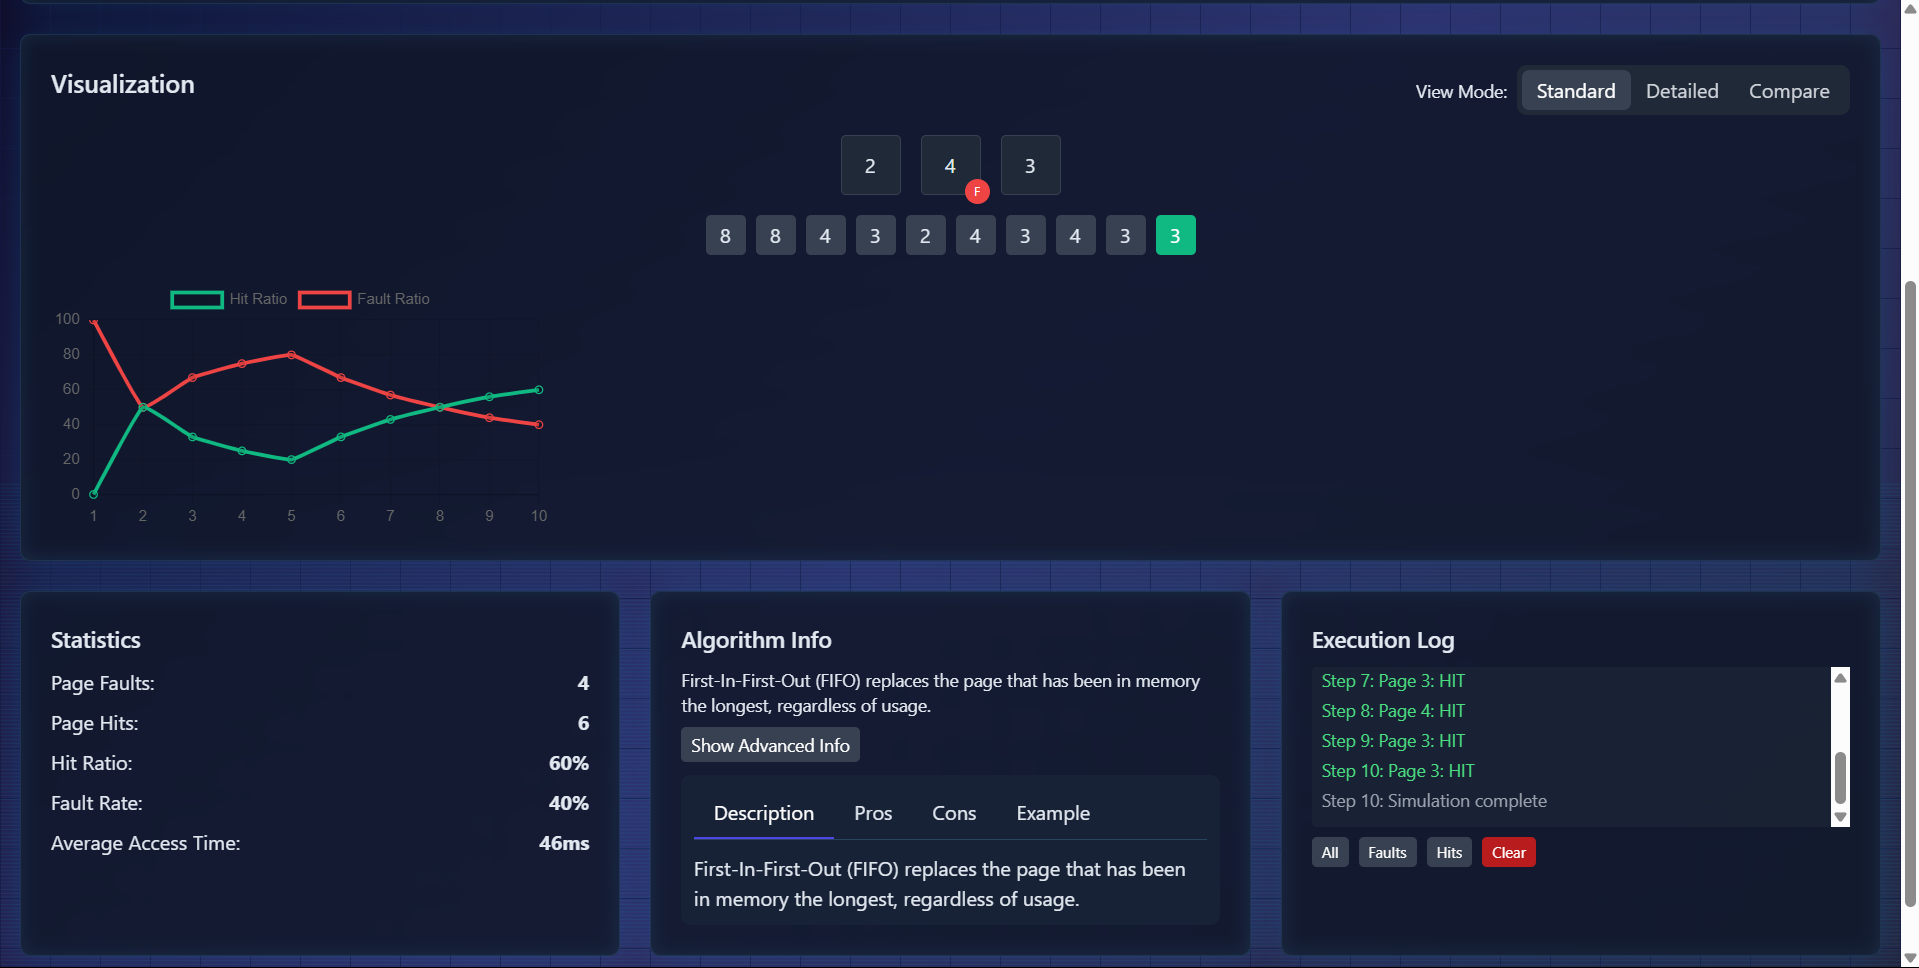 Visualization
View Mode: Standard Detailed Compare
2 4 3
F
8 8 4 3 2 4 3 4 3 3
Hit Ratio Fault Ratio
100
80
60
40
20
0
1 2 3 4 5 6 7 8 9 10
Statistics
Page Faults: 4
Page Hits: 6
Hit Ratio: 60%
Fault Rate: 40%
Average Access Time: 46ms
Algorithm Info
First-In-First-Out (FIFO) replaces the page that has been in memory
the longest, regardless of usage.
Show Advanced Info
Description Pros Cons Example
First-In-First-Out (FIFO) replaces the page that has been
in memory the longest, regardless of usage.
Execution Log
Step 7: Page 3: HIT
Step 8: Page 4: HIT
Step 9: Page 3: HIT
Step 10: Page 3: HIT
Step 10: Simulation complete
All Faults Hits Clear